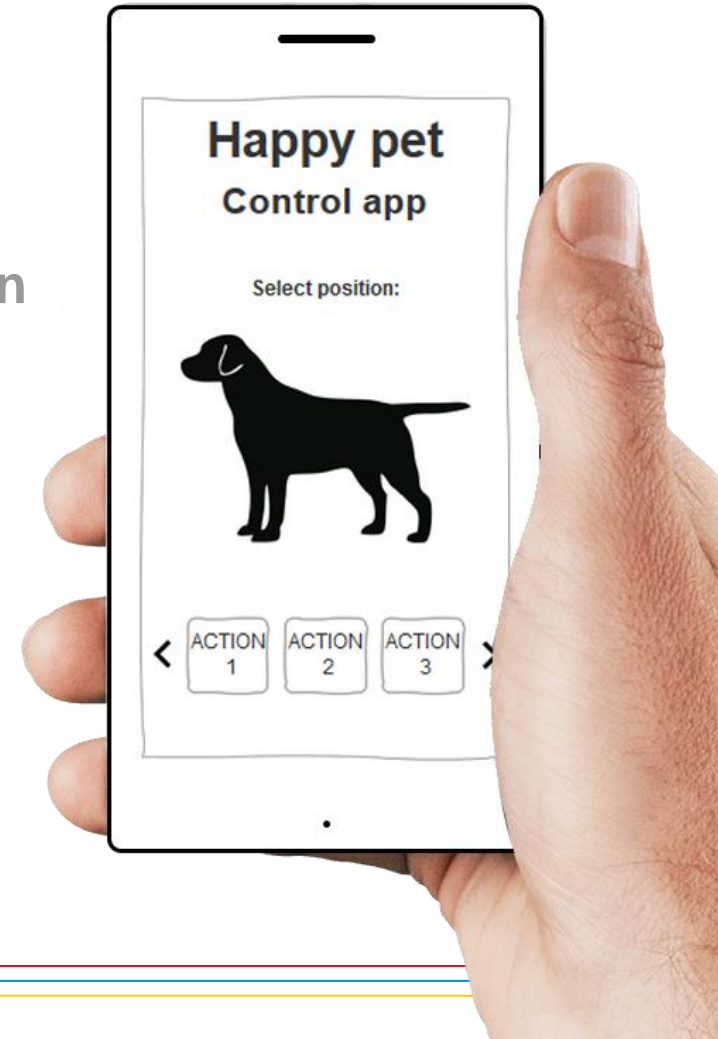 Happy pet
Control app
n
Select position:
ACTION
1
ACTION
2
ACTION
3